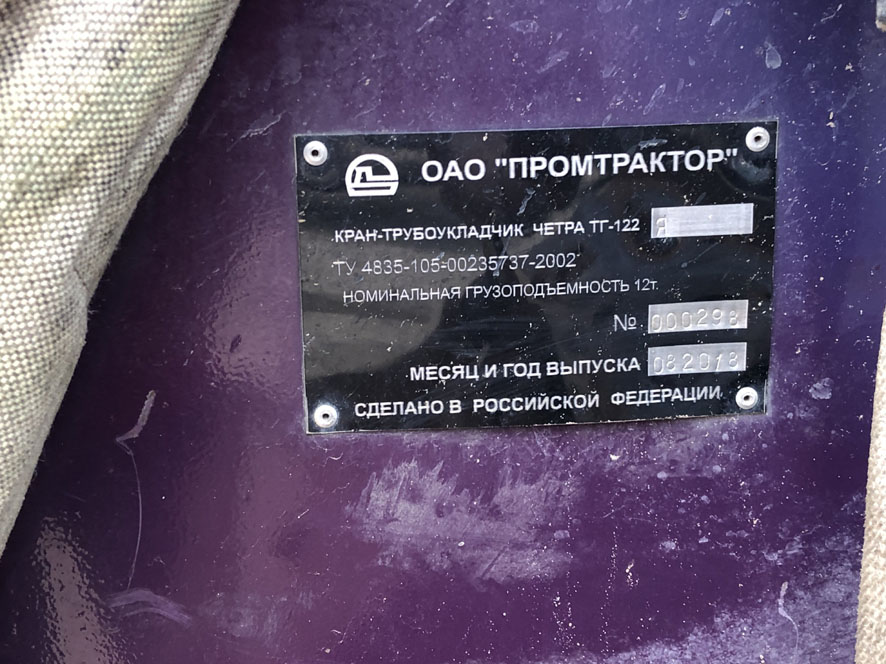 ОАО "ПРОМТРАКТОР"
КРАН-ТРУБОУКЛАДЧИК ЧЕТРА ТГ-122 Я
ТУ 4835-105-00235737-2002
НОМИНАЛЬНАЯ ГРУЗОПОДЪЕМНОСТЬ 12т.
№ 000298
МЕСЯЦ И ГОД ВЫПУСКА 082018
СДЕЛАНО В РОССИЙСКОЙ ФЕДЕРАЦИИ